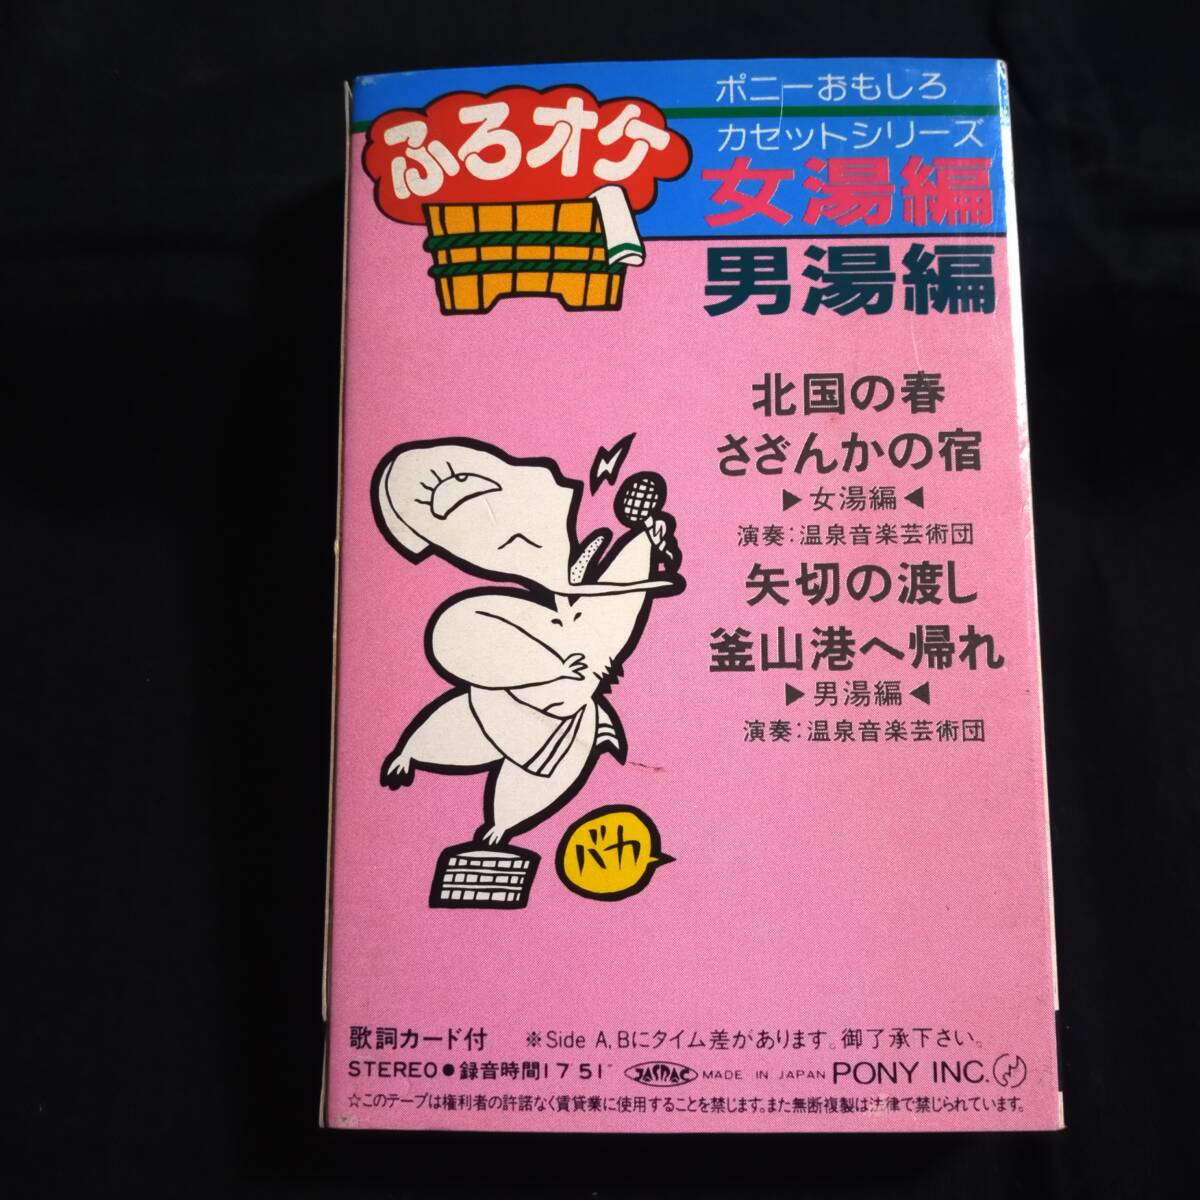 ふろオケ
ポニーおもしろ
カセットシリーズ
女湯編
男湯編
北国の春
さざんかの宿
▶女湯編◀
演奏:温泉音楽芸術団
矢切の渡し
釜山港へ帰れ
▶男湯編◀
演奏:温泉音楽芸術団
バカ
歌詞カード付 ※Side A,Bにタイム差があります。御了承下さい。
STEREO●録音時間17′51″ JASRAC MADE IN JAPAN PONY INC.
☆このテープは権利者の許諾なく賃貸業に使用することを禁じます。また無断複製は法律で禁じられています。